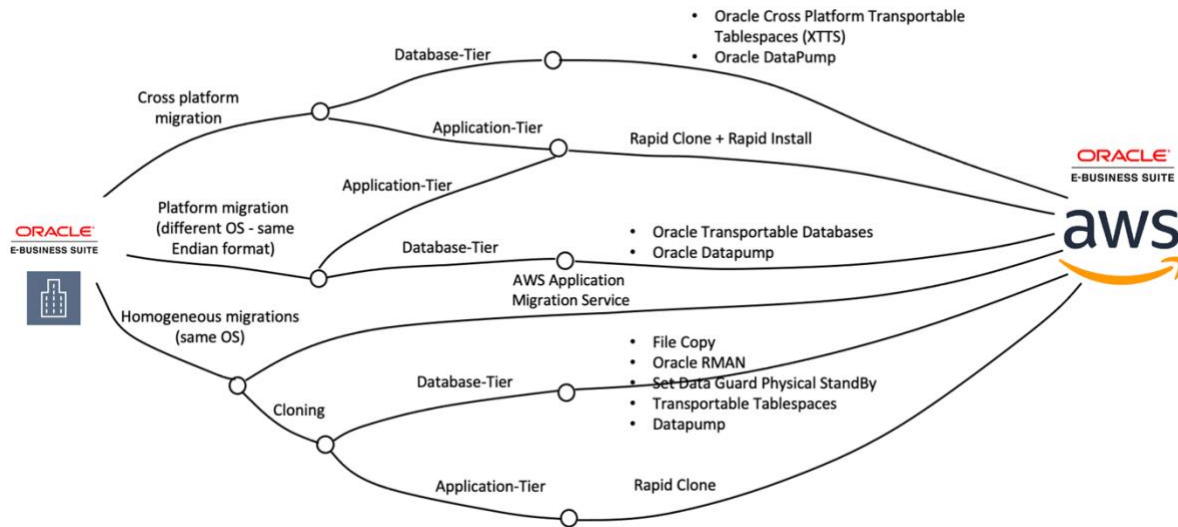 • Oracle Cross Platform Transportable
Tablespaces (XTTS)
• Oracle DataPump
Database-Tier
Cross platform
migration
Application-Tier
Rapid Clone + Rapid Install
ORACLE®
E-BUSINESS SUITE
aws
Application-Tier
Platform migration
(different OS - same
Endian format)
ORACLE®
E-BUSINESS SUITE
• Oracle Transportable Databases
• Oracle Datapump
Database-Tier
AWS Application
Migration Service
Homogeneous migrations
(same OS)
• File Copy
• Oracle RMAN
• Set Data Guard Physical StandBy
• Transportable Tablespaces
• Datapump
Database-Tier
Cloning
Application-Tier
Rapid Clone